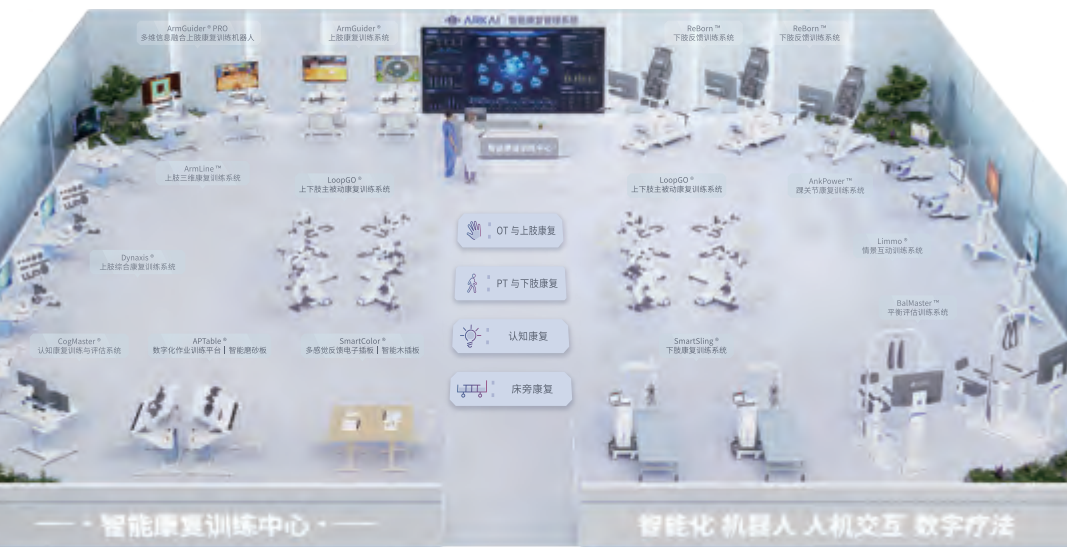 ARKAI 智能康复管理系统
ArmGuider® PRO
多维信息融合上肢康复训练机器人
ArmGuider®
上肢康复训练系统
ReBorn™
下肢反馈训练系统
ReBorn™
下肢反馈训练系统
智能康复训练中心
ArmLine™
上肢三维康复训练系统
LoopGO®
上下肢主被动康复训练系统
LoopGO®
上下肢主被动康复训练系统
AnkPower™
踝关节康复训练系统
OT 与上肢康复
Dynaxis®
上肢综合康复训练系统
Limmo®
情景互动训练系统
PT 与下肢康复
BalMaster™
平衡评估训练系统
认知康复
CogMaster®
认知康复训练与评估系统
APTable®
数字化作业训练平台 | 智能磨砂板
SmartColor®
多感觉反馈电子插板 | 智能木插板
SmartSling®
下肢康复训练系统
床旁康复
智能康复训练中心
智能化 机器人 人机交互 数字疗法